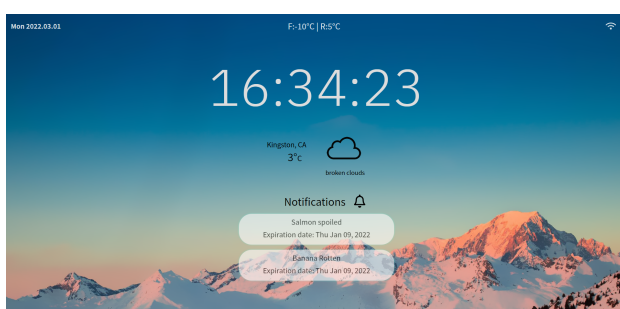 Mon 2022.03.01
F:-10°C | R:5°C
16:34:23
Kingston, CA
3°c
broken clouds
Notifications
Salmon spoiled
Expiration date: Thu Jan 09, 2022
Banana Rotten
Expiration date: Thu Jan 09, 2022